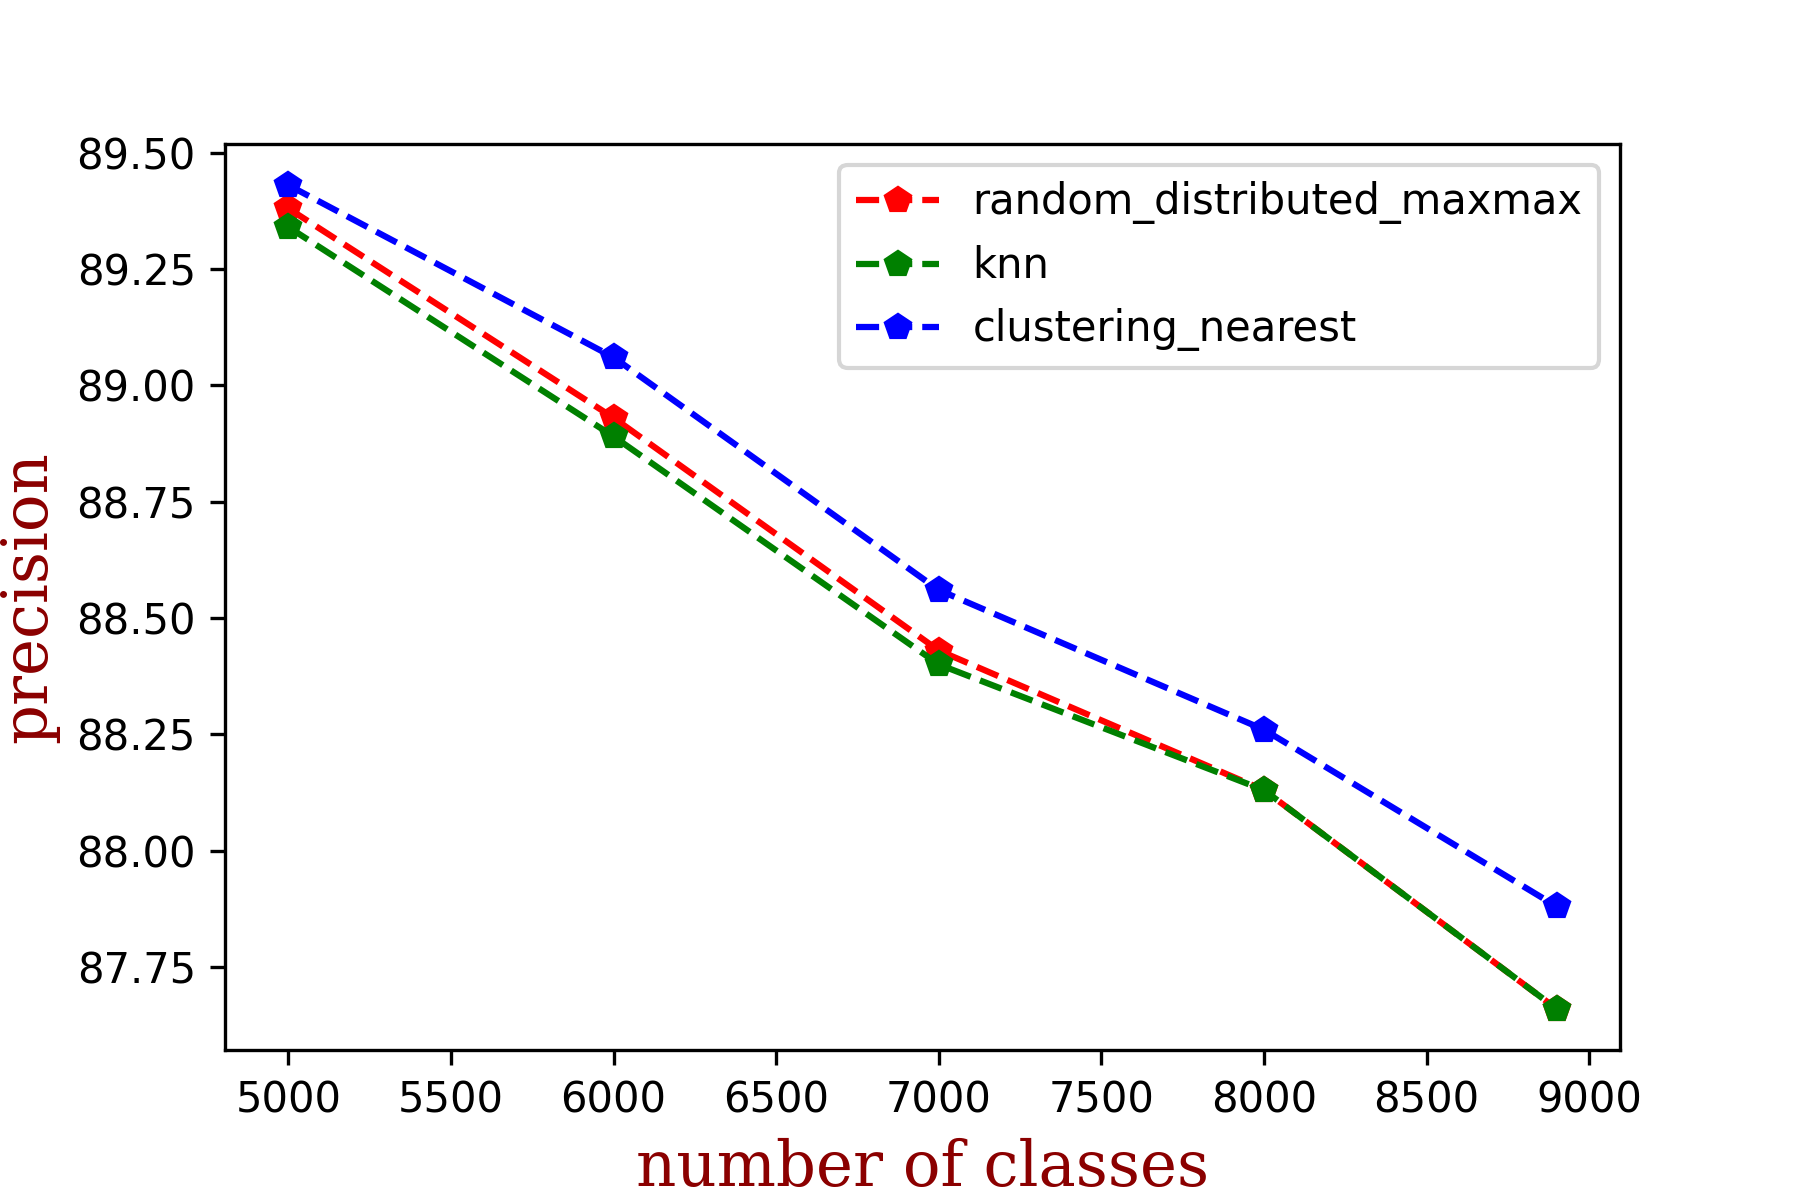 89.50
89.25
89.00
88.75
88.50
88.25
88.00
87.75
precision
random_distributed_maxmax
knn
clustering_nearest
5000 5500 6000 6500 7000 7500 8000 8500 9000
number of classes